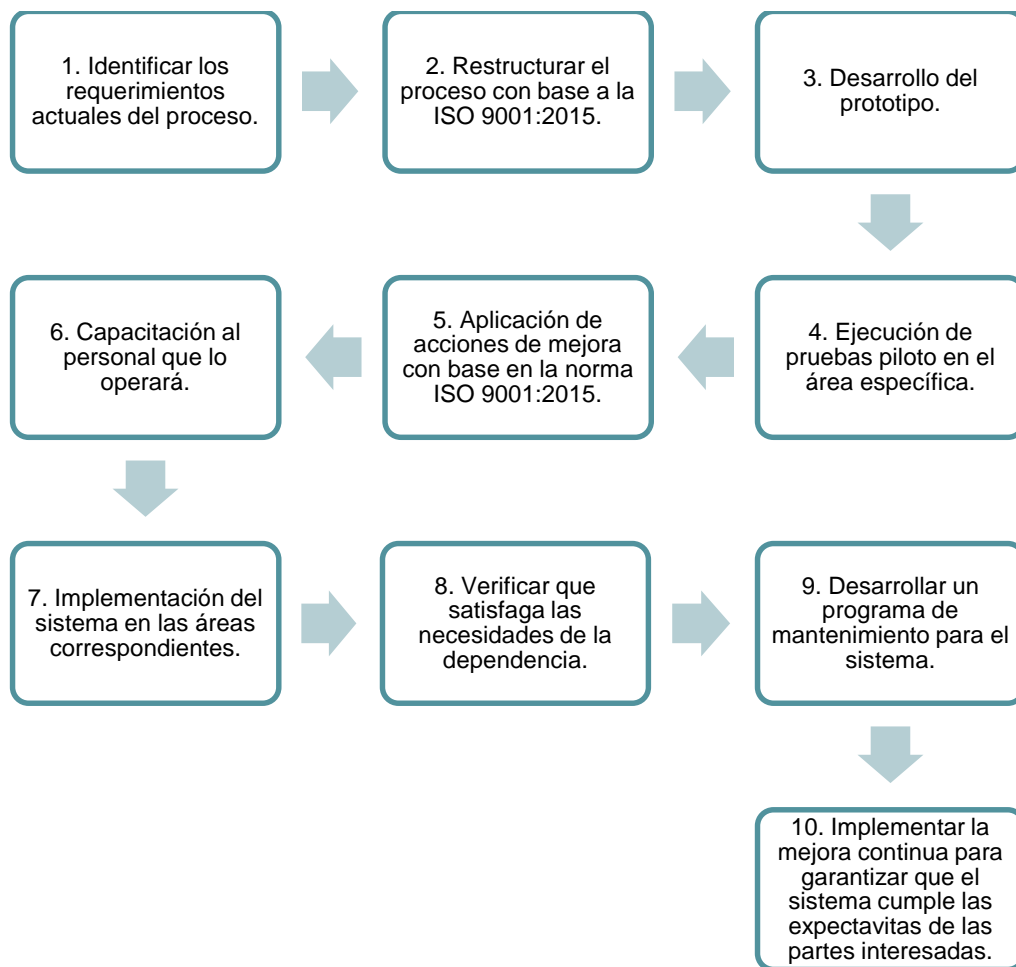 1. Identificar los
requerimientos
actuales del proceso.
2. Restructurar el
proceso con base a la
ISO 9001:2015.
3. Desarrollo del
prototipo.
4. Ejecución de
pruebas piloto en el
área específica.
5. Aplicación de
acciones de mejora
con base en la norma
ISO 9001:2015.
6. Capacitación al
personal que lo
operará.
7. Implementación del
sistema en las áreas
correspondientes.
8. Verificar que
satisfaga las
necesidades de la
dependencia.
9. Desarrollar un
programa de
mantenimiento para el
sistema.
10. Implementar la
mejora continua para
garantizar que el
sistema cumple las
expectavitas de las
partes interesadas.